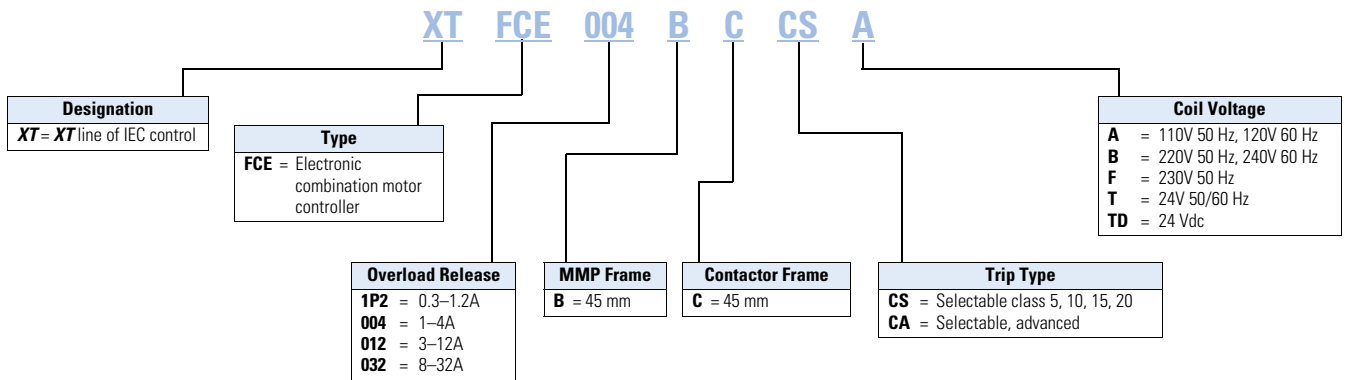 XT FCE 004 B C CS A
Designation
XT = XT line of IEC control
Type
FCE = Electronic
combination motor
controller
Coil Voltage
A = 110V 50 Hz, 120V 60 Hz
B = 220V 50 Hz, 240V 60 Hz
F = 230V 50 Hz
T = 24V 50/60 Hz
TD = 24 Vdc
Overload Release
1P2 = 0.3–1.2A
004 = 1–4A
012 = 3–12A
032 = 8–32A
MMP Frame
B = 45 mm
Contactor Frame
C = 45 mm
Trip Type
CS = Selectable class 5, 10, 15, 20
CA = Selectable, advanced